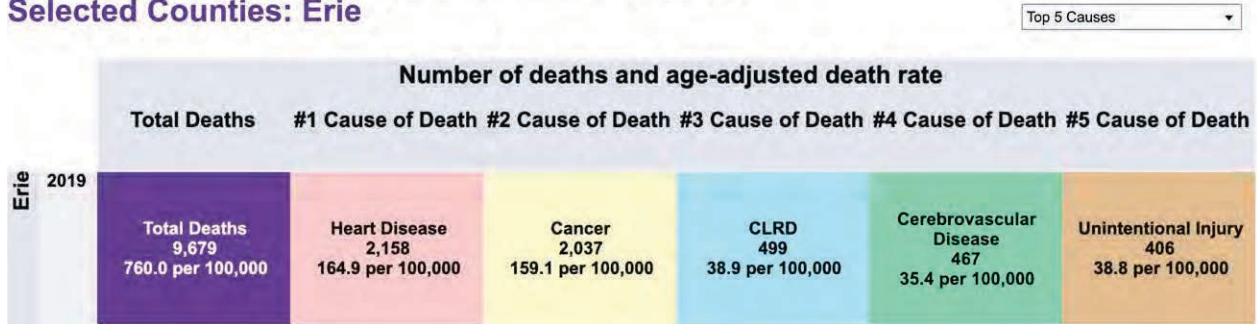 Selected Counties: Erie
Top 5 Causes
Number of deaths and age-adjusted death rate
Total Deaths #1 Cause of Death #2 Cause of Death #3 Cause of Death #4 Cause of Death #5 Cause of Death
Erie
2019
Total Deaths
9,679
760.0 per 100,000
Heart Disease
2,158
164.9 per 100,000
Cancer
2,037
159.1 per 100,000
CLRD
499
38.9 per 100,000
Cerebrovascular
Disease
467
35.4 per 100,000
Unintentional Injury
406
38.8 per 100,000